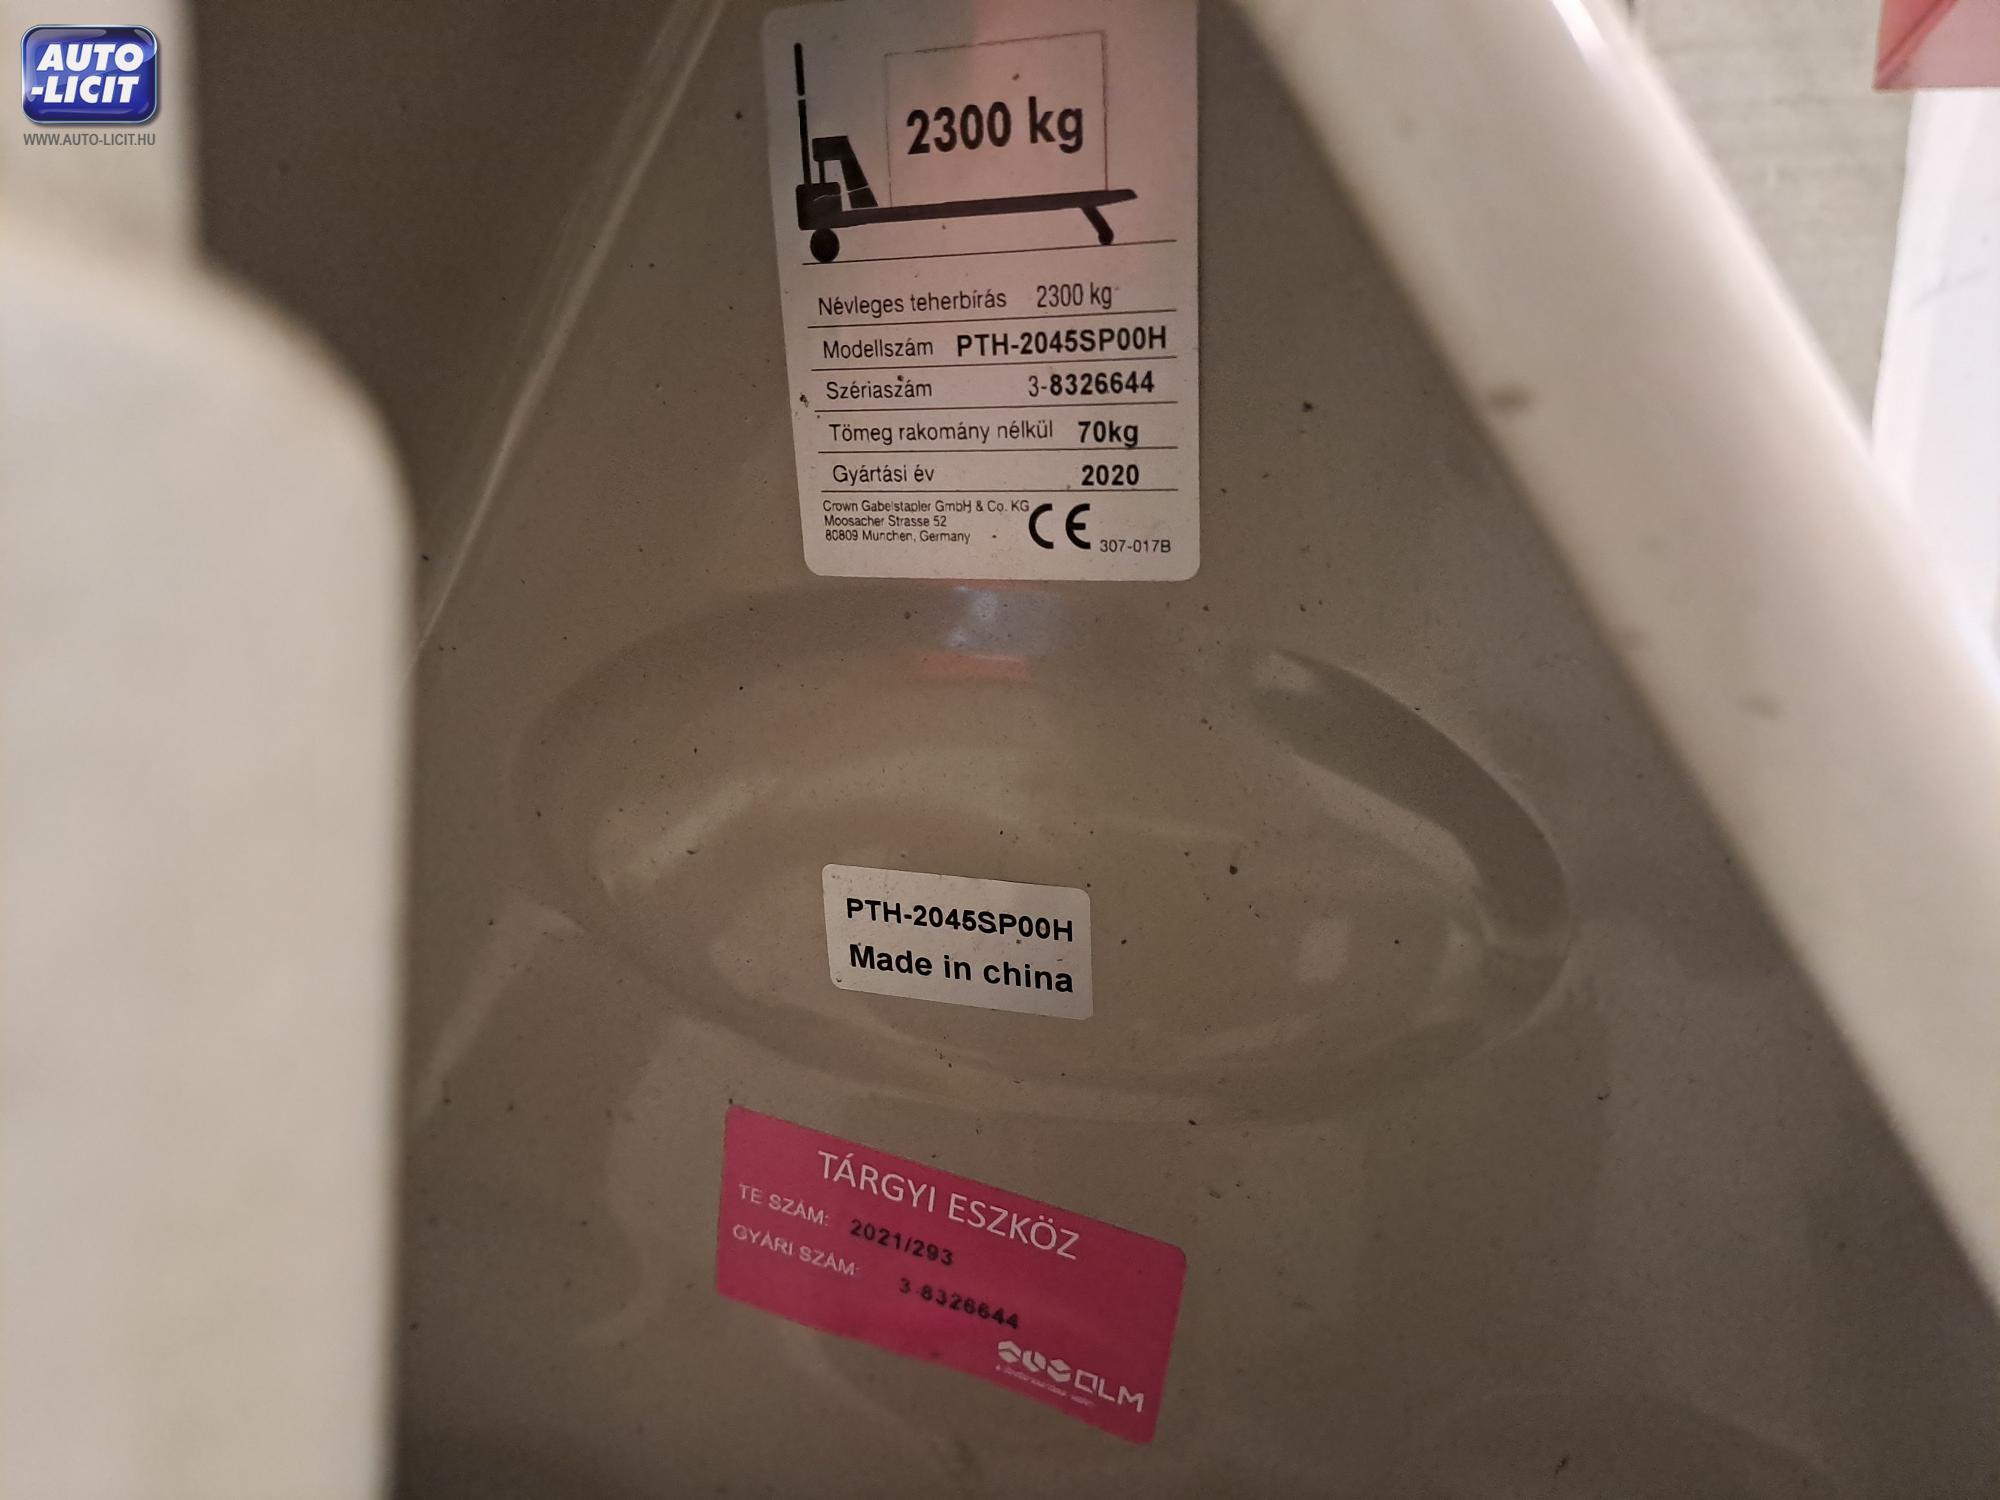 AUTO
-LICIT
WWW.AUTO-LICIT.HU
2300 kg
Névleges teherbírás 2300 kg
Modellszám PTH-2045SP00H
Szériaszám 3-8326644
Tömeg rakomány nélkül 70kg
Gyártási év 2020
Crown Gabelstapler GmbH & Co. KG
Moosacher Strasse 52
80809 Munchen, Germany
CE 307-017B
PTH-2045SP00H
Made in china
TÁRGYI ESZKÖZ
TE SZÁM: 2021/293
GYÁRI SZÁM: 3-8326644
OLM